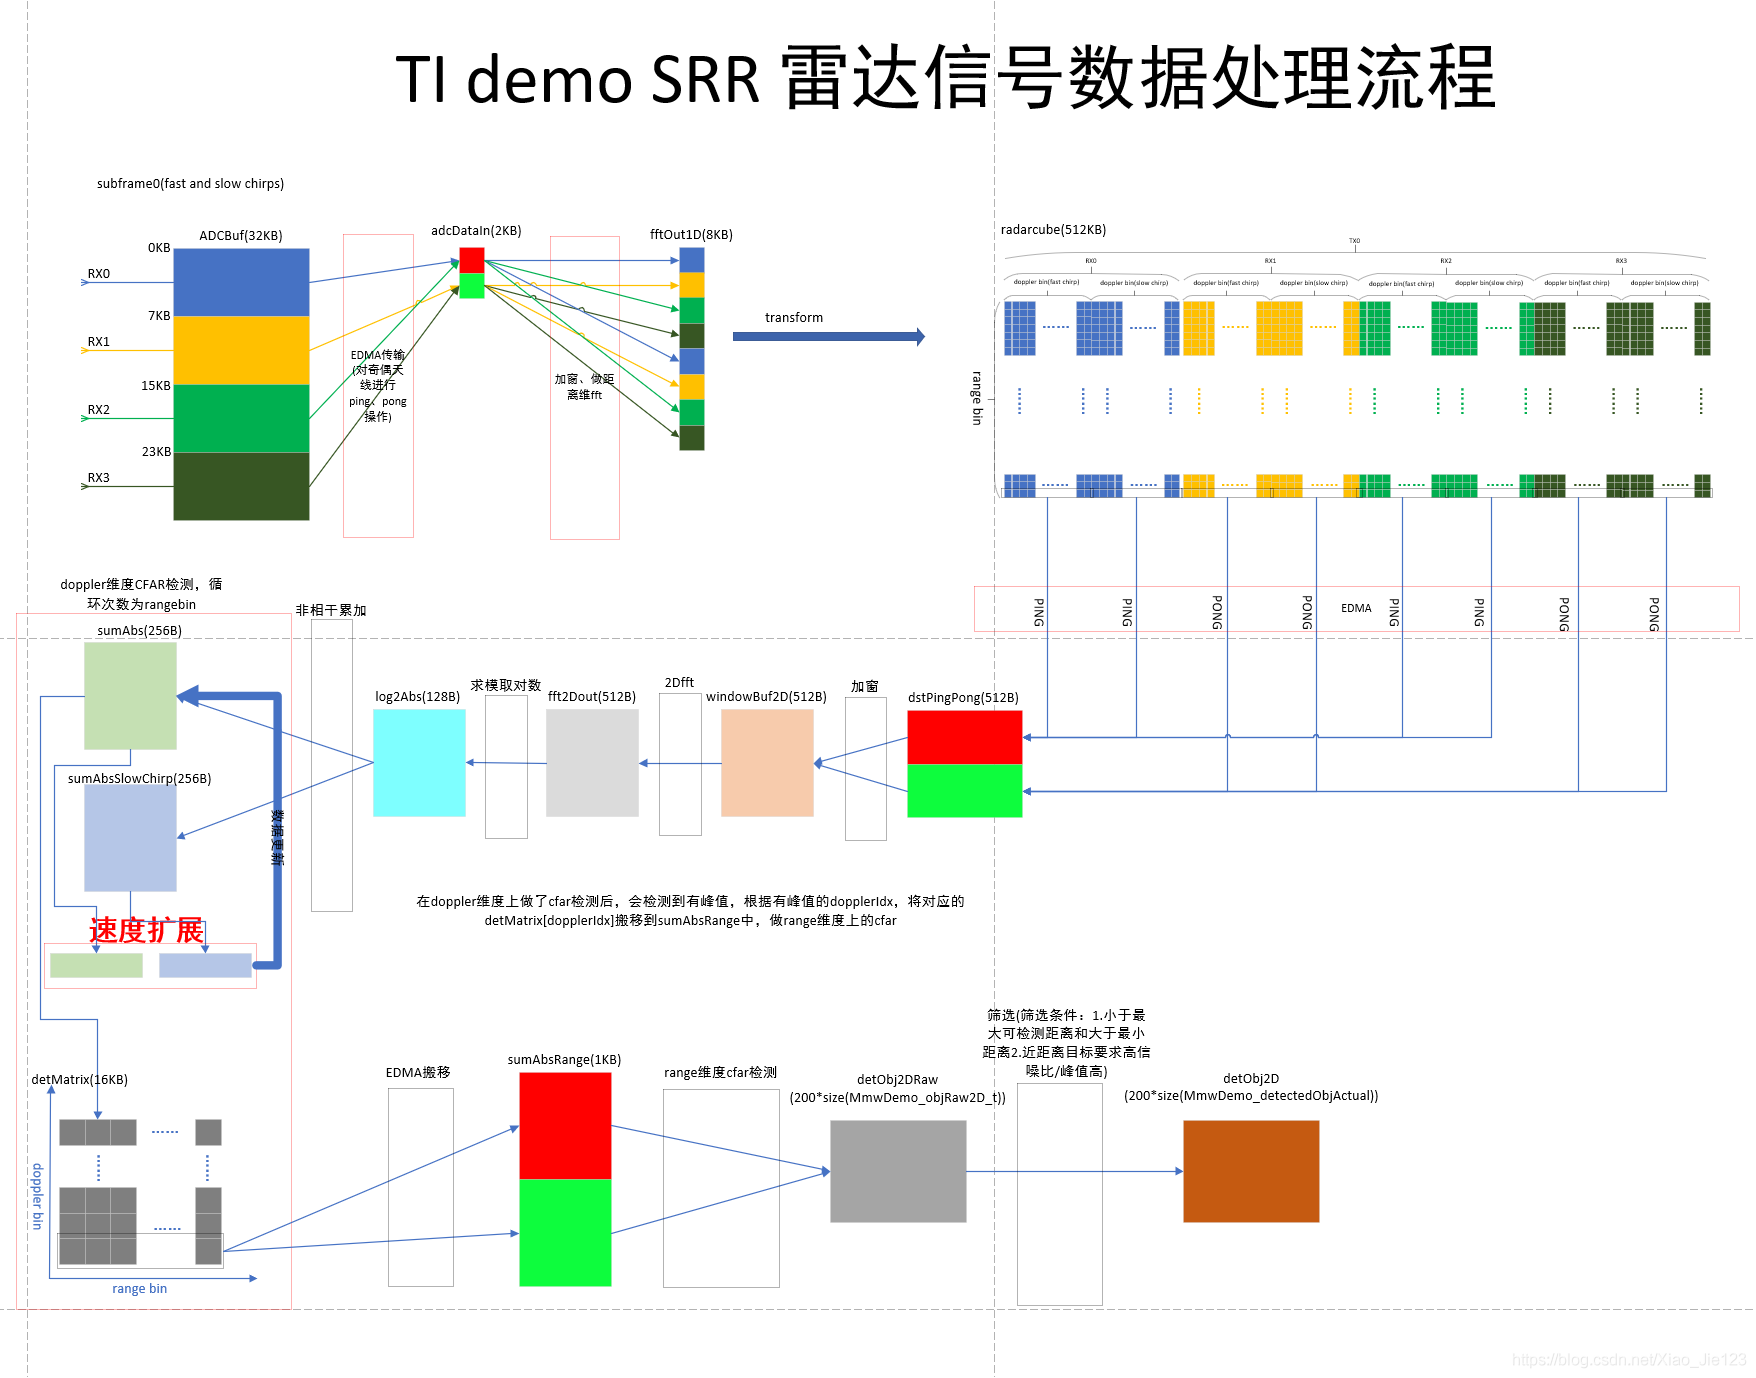 TI demo SRR 雷达信号数据处理流程
subframe0(fast and slow chirps)
ADCBuf(32KB)
0KB
RX0
7KB
RX1
15KB
RX2
23KB
RX3
EDMA传输
(对奇偶天
线进行
ping、pong
操作)
adcDataIn(2KB)
加窗、做距
离维fft
fftOut1D(8KB)
transform
radarcube(512KB)
TX0
RX0
RX1
RX2
RX3
doppler bin(fast chirp)
doppler bin(slow chirp)
doppler bin(fast chirp)
doppler bin(slow chirp)
doppler bin(fast chirp)
doppler bin(slow chirp)
doppler bin(fast chirp)
doppler bin(slow chirp)
range bin
PING
PING
PONG
PONG
EDMA
PING
PING
PONG
PONG
doppler维度CFAR检测，循
环次数为rangebin
sumAbs(256B)
非相干累加
log2Abs(128B)
求模取对数
fft2Dout(512B)
2Dfft
windowBuf2D(512B)
加窗
dstPingPong(512B)
sumAbsSlowChirp(256B)
数据更新
速度扩展
在doppler维度上做了cfar检测后，会检测到有峰值，根据有峰值的dopplerIdx，将对应的
detMatrix[dopplerIdx]搬移到sumAbsRange中，做range维度上的cfar
detMatrix(16KB)
doppler bin
range bin
EDMA搬移
sumAbsRange(1KB)
range维度cfar检测
detObj2DRaw
(200*size(MmwDemo_objRaw2D_t))
筛选(筛选条件：1.小于最
大可检测距离和大于最小
距离2.近距离目标要求高信
噪比/峰值高)
detObj2D
(200*size(MmwDemo_detectedObjActual))
https://blog.csdn.net/Xiao_Jie123